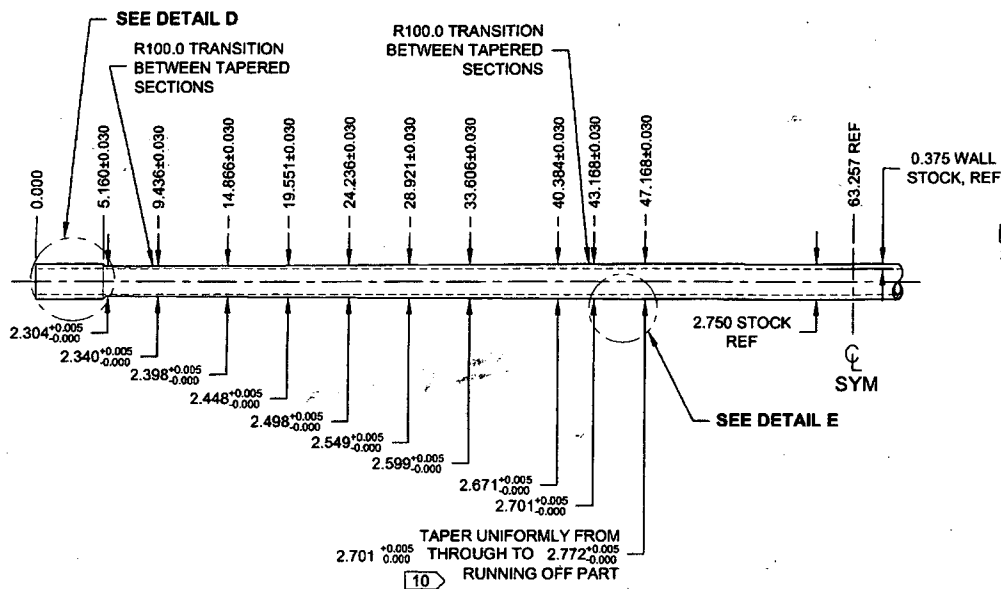 SEE DETAIL D
R100.0 TRANSITION
BETWEEN TAPERED
SECTIONS
R100.0 TRANSITION
BETWEEN TAPERED
SECTIONS
0.000
5.160±0.030
9.436±0.030
14.866±0.030
19.551±0.030
24.236±0.030
28.921±0.030
33.606±0.030
40.384±0.030
43.168±0.030
47.168±0.030
63.257 REF
0.375 WALL
STOCK, REF
2.304 +0.005 -0.000
2.340 +0.005 -0.000
2.398 +0.005 -0.000
2.448 +0.005 -0.000
2.498 +0.005 -0.000
2.549 +0.005 -0.000
2.599 +0.005 -0.000
2.671 +0.005 -0.000
2.701 +0.005 -0.000
2.750 STOCK
REF
℄
SYM
SEE DETAIL E
TAPER UNIFORMLY FROM
2.701 +0.005 0.000 THROUGH TO 2.772 +0.005 -0.000
RUNNING OFF PART
10